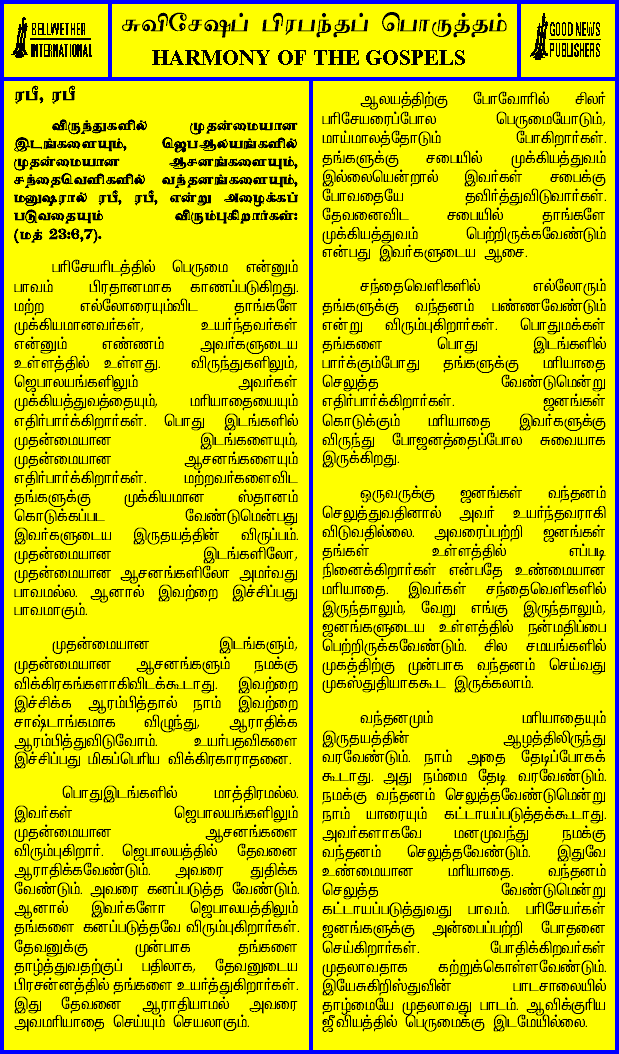 BELLWETHER
INTERNATIONAL
சுவிசேஷப் பிரபந்தப் பொருத்தம்
HARMONY OF THE GOSPELS
GOOD NEWS
PUBLISHERS
ரபீ, ரபீ
விருந்துகளில் முதன்மையான
இடங்களையும், ஜெபஆலயங்களில்
முதன்மையான ஆசனங்களையும்,
சந்தைவெளிகளில் வந்தனங்களையும்,
மனுஷரால் ரபீ, ரபீ, என்று அழைக்கப்
படுவதையும் விரும்புகிறார்கள்:
(மத் 23:6,7).
பரிசேயரிடத்தில் பெருமை என்னும்
பாவம் பிரதானமாக காணப்படுகிறது.
மற்ற எல்லோரையும்விட தாங்களே
முக்கியமானவர்கள், உயர்ந்தவர்கள்
என்னும் எண்ணம் அவர்களுடைய
உள்ளத்தில் உள்ளது. விருந்துகளிலும்,
ஜெபாலயங்களிலும் அவர்கள்
முக்கியத்துவத்தையும், மரியாதையையும்
எதிர்பார்க்கிறார்கள். பொது இடங்களில்
முதன்மையான இடங்களையும்,
முதன்மையான ஆசனங்களையும்
எதிர்பார்க்கிறார்கள். மற்றவர்களைவிட
தங்களுக்கு முக்கியமான ஸ்தானம்
கொடுக்கப்பட வேண்டுமென்பது
இவர்களுடைய இருதயத்தின் விருப்பம்.
முதன்மையான இடங்களிலோ,
முதன்மையான ஆசனங்களிலோ அமர்வது
பாவமல்ல. ஆனால் இவற்றை இச்சிப்பது
பாவமாகும்.
முதன்மையான இடங்களும்,
முதன்மையான ஆசனங்களும் நமக்கு
விக்கிரகங்களாகிவிடக்கூடாது. இவற்றை
இச்சிக்க ஆரம்பித்தால் நாம் இவற்றை
சாஷ்டாங்கமாக விழுந்து, ஆராதிக்க
ஆரம்பித்துவிடுவோம். உயர்பதவிகளை
இச்சிப்பது மிகப்பெரிய விக்கிரகாராதனை.
பொதுஇடங்களில் மாத்திரமல்ல.
இவர்கள் ஜெபாலயங்களிலும்
முதன்மையான ஆசனங்களை
விரும்புகிறார். ஜெபாலயத்தில் தேவனை
ஆராதிக்கவேண்டும். அவரை துதிக்க
வேண்டும். அவரை கனப்படுத்த வேண்டும்.
ஆனால் இவர்களோ ஜெபாலயத்திலும்
தங்களை கனப்படுத்தவே விரும்புகிறார்கள்.
தேவனுக்கு முன்பாக தங்களை
தாழ்த்துவதற்குப் பதிலாக, தேவனுடைய
பிரசன்னத்தில் தங்களை உயர்த்துகிறார்கள்.
இது தேவனை ஆராதியாமல் அவரை
அவமரியாதை செய்யும் செயலாகும்.
ஆலயத்திற்கு போவோரில் சிலர்
பரிசேயரைப்போல பெருமையோடும்,
மாய்மாலத்தோடும் போகிறார்கள்.
தங்களுக்கு சபையில் முக்கியத்துவம்
இல்லையென்றால் இவர்கள் சபைக்கு
போவதையே தவிர்த்துவிடுவார்கள்.
தேவனைவிட சபையில் தாங்களே
முக்கியத்துவம் பெற்றிருக்கவேண்டும்
என்பது இவர்களுடைய ஆசை.
சந்தைவெளிகளில் எல்லோரும்
தங்களுக்கு வந்தனம் பண்ணவேண்டும்
என்று விரும்புகிறார்கள். பொதுமக்கள்
தங்களை பொது இடங்களில்
பார்க்கும்போது தங்களுக்கு மரியாதை
செலுத்த வேண்டுமென்று
எதிர்பார்க்கிறார்கள். ஜனங்கள்
கொடுக்கும் மரியாதை இவர்களுக்கு
விருந்து போஜனத்தைப்போல சுவையாக
இருக்கிறது.
ஒருவருக்கு ஜனங்கள் வந்தனம்
செலுத்துவதினால் அவர் உயர்ந்தவராகி
விடுவதில்லை. அவரைப்பற்றி ஜனங்கள்
தங்கள் உள்ளத்தில் எப்படி
நினைக்கிறார்கள் என்பதே உண்மையான
மரியாதை. இவர்கள் சந்தைவெளிகளில்
இருந்தாலும், வேறு எங்கு இருந்தாலும்,
ஜனங்களுடைய உள்ளத்தில் நன்மதிப்பை
பெற்றிருக்கவேண்டும். சில சமயங்களில்
முகத்திற்கு முன்பாக வந்தனம் செய்வது
முகஸ்துதியாககூட இருக்கலாம்.
வந்தனமும் மரியாதையும்
இருதயத்தின் ஆழத்திலிருந்து
வரவேண்டும். நாம் அதை தேடிப்போகக்
கூடாது. அது நம்மை தேடி வரவேண்டும்.
நமக்கு வந்தனம் செலுத்தவேண்டுமென்று
நாம் யாரையும் கட்டாயப்படுத்தக்கூடாது.
அவர்களாகவே மனமுவந்து நமக்கு
வந்தனம் செலுத்தவேண்டும். இதுவே
உண்மையான மரியாதை. வந்தனம்
செலுத்த வேண்டுமென்று
கட்டாயப்படுத்துவது பாவம். பரிசேயர்கள்
ஜனங்களுக்கு அன்பைப்பற்றி போதனை
செய்கிறார்கள். போதிக்கிறவர்கள்
முதலாவதாக கற்றுக்கொள்ளவேண்டும்.
இயேசுகிறிஸ்துவின் பாடசாலையில்
தாழ்மையே முதலாவது பாடம். ஆவிக்குரிய
ஜீவியத்தில் பெருமைக்கு இடமேயில்லை.